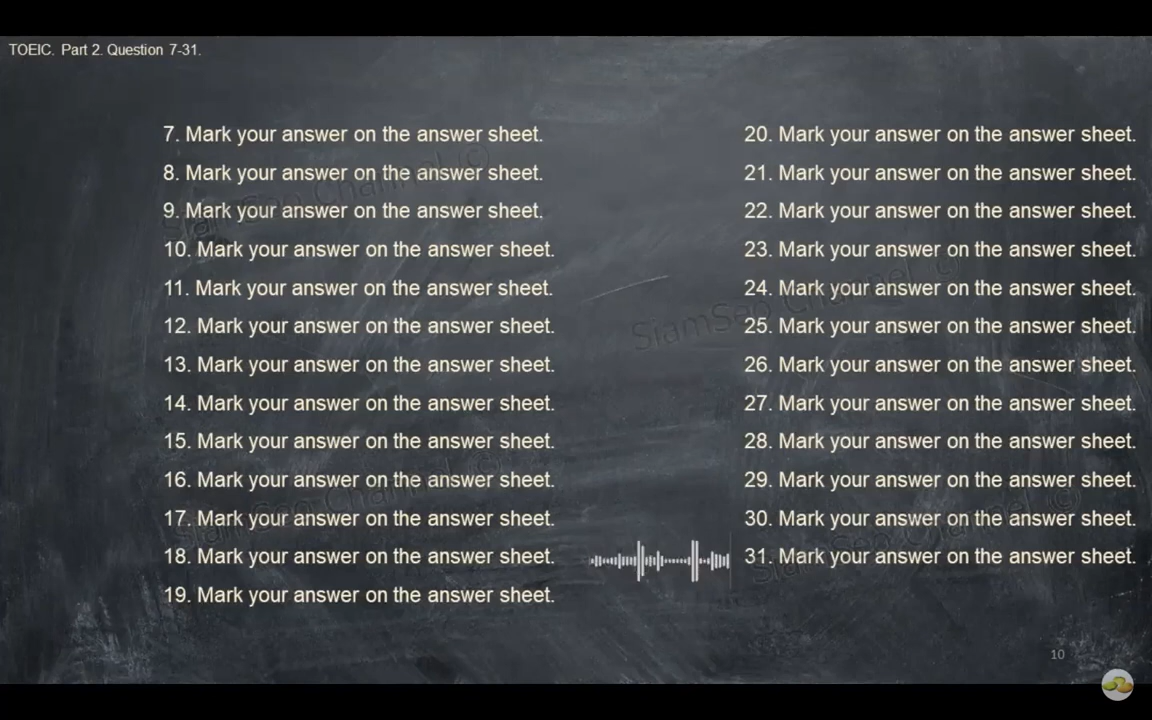 TOEIC. Part 2. Question 7-31.
7. Mark your answer on the answer sheet.
8. Mark your answer on the answer sheet.
9. Mark your answer on the answer sheet.
10. Mark your answer on the answer sheet.
11. Mark your answer on the answer sheet.
12. Mark your answer on the answer sheet.
13. Mark your answer on the answer sheet.
14. Mark your answer on the answer sheet.
15. Mark your answer on the answer sheet.
16. Mark your answer on the answer sheet.
17. Mark your answer on the answer sheet.
18. Mark your answer on the answer sheet.
19. Mark your answer on the answer sheet.
20. Mark your answer on the answer sheet.
21. Mark your answer on the answer sheet.
22. Mark your answer on the answer sheet.
23. Mark your answer on the answer sheet.
24. Mark your answer on the answer sheet.
25. Mark your answer on the answer sheet.
26. Mark your answer on the answer sheet.
27. Mark your answer on the answer sheet.
28. Mark your answer on the answer sheet.
29. Mark your answer on the answer sheet.
30. Mark your answer on the answer sheet.
31. Mark your answer on the answer sheet.
SiamSeo Channel ©
10